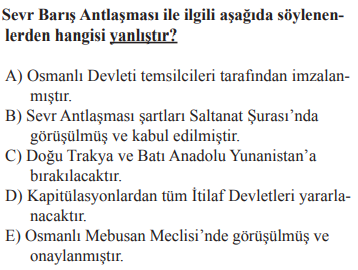 Sevr Barış Antlaşması ile ilgili aşağıda söylenen-
lerden hangisi yanlıştır?
A) Osmanlı Devleti temsilcileri tarafından imzalan-
mıştır.
B) Sevr Antlaşması şartları Saltanat Şurası’nda
görüşülmüş ve kabul edilmiştir.
C) Doğu Trakya ve Batı Anadolu Yunanistan’a
bırakılacaktır.
D) Kapitülasyonlardan tüm İtilaf Devletleri yararla-
nacaktır.
E) Osmanlı Mebusan Meclisi’nde görüşülmüş ve
onaylanmıştır.